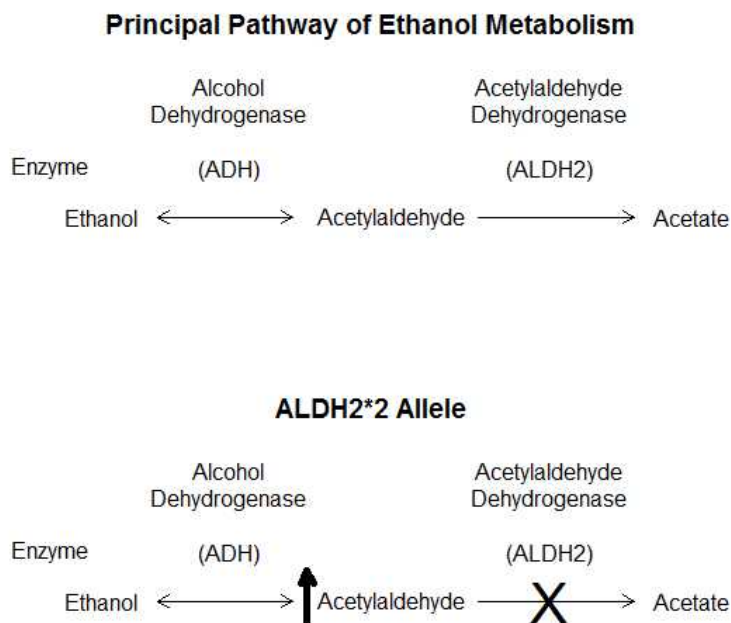 Principal Pathway of Ethanol Metabolism
Alcohol Acetylaldehyde
Dehydrogenase Dehydrogenase
Enzyme (ADH) (ALDH2)
Ethanol Acetylaldehyde Acetate
ALDH2*2 Allele
Alcohol Acetylaldehyde
Dehydrogenase Dehydrogenase
Enzyme (ADH) (ALDH2)
Ethanol Acetylaldehyde X Acetate